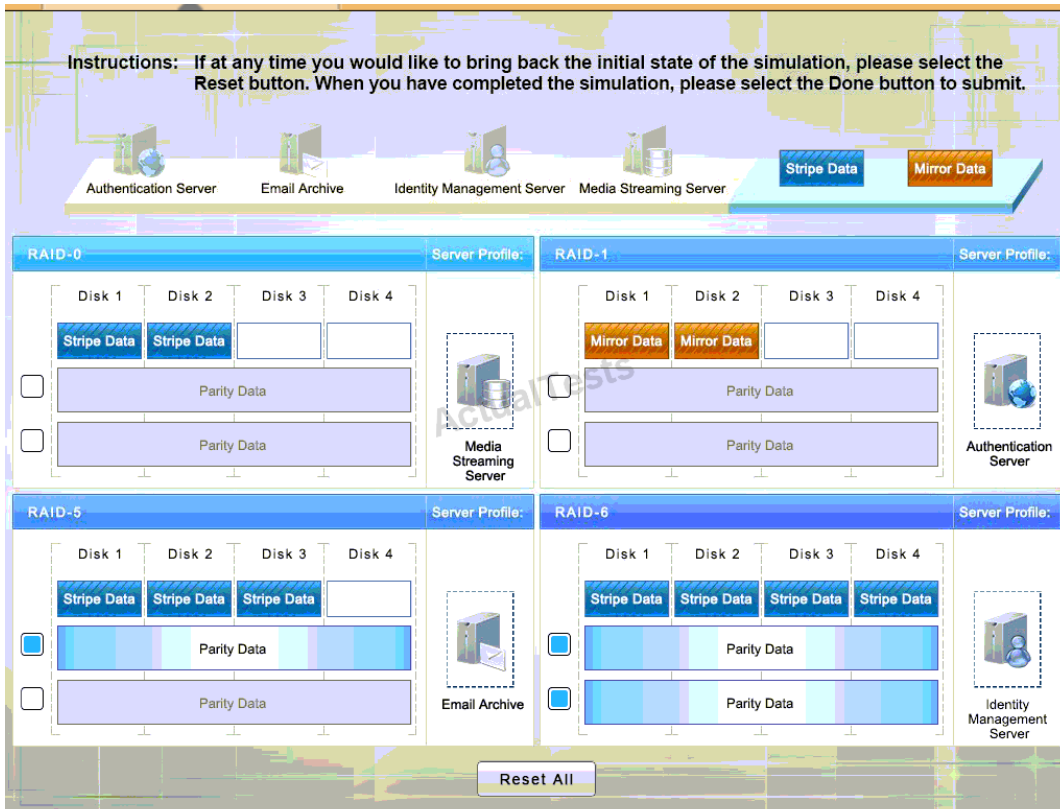 Instructions: If at any time you would like to bring back the initial state of the simulation, please select the
Reset button. When you have completed the simulation, please select the Done button to submit.
Authentication Server
Email Archive
Identity Management Server
Media Streaming Server
Stripe Data
Mirror Data
RAID-0
Server Profile:
Disk 1
Disk 2
Disk 3
Disk 4
Stripe Data
Stripe Data
Parity Data
Parity Data
Media
Streaming
Server
RAID-1
Server Profile:
Disk 1
Disk 2
Disk 3
Disk 4
Mirror Data
Mirror Data
Parity Data
Parity Data
Authentication
Server
ActualTests
RAID-5
Server Profile:
Disk 1
Disk 2
Disk 3
Disk 4
Stripe Data
Stripe Data
Stripe Data
Parity Data
Parity Data
Email Archive
RAID-6
Server Profile:
Disk 1
Disk 2
Disk 3
Disk 4
Stripe Data
Stripe Data
Stripe Data
Stripe Data
Parity Data
Parity Data
Identity
Management
Server
Reset All